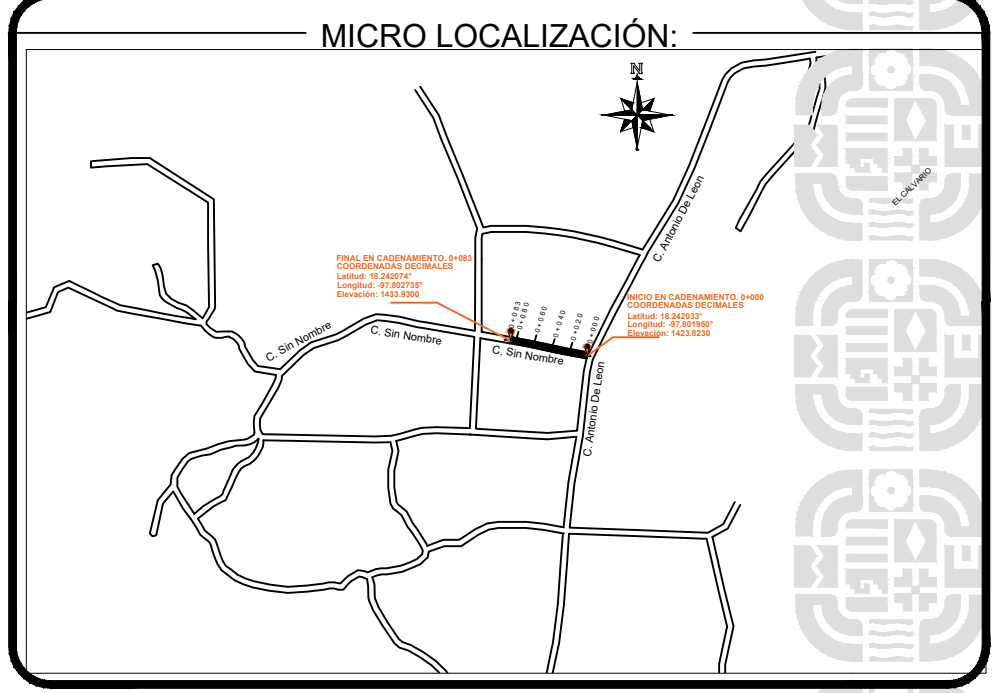 MICRO LOCALIZACIÓN:
N
EL CALVARIO
C. Antonio De Leon
FINAL EN CADENAMIENTO. 0+083
COORDENADAS DECIMALES
Latitud: 18.242074°
Longitud: -97.802735°
Elevación: 1433.9300
INICIO EN CADENAMIENTO. 0+000
COORDENADAS DECIMALES
Latitud: 18.242033°
Longitud: -97.801950°
Elevación: 1423.8230
0+083
0+080
0+060
0+040
0+020
0+000
C. Sin Nombre
C. Sin Nombre
C. Sin Nombre
C. Antonio De Leon